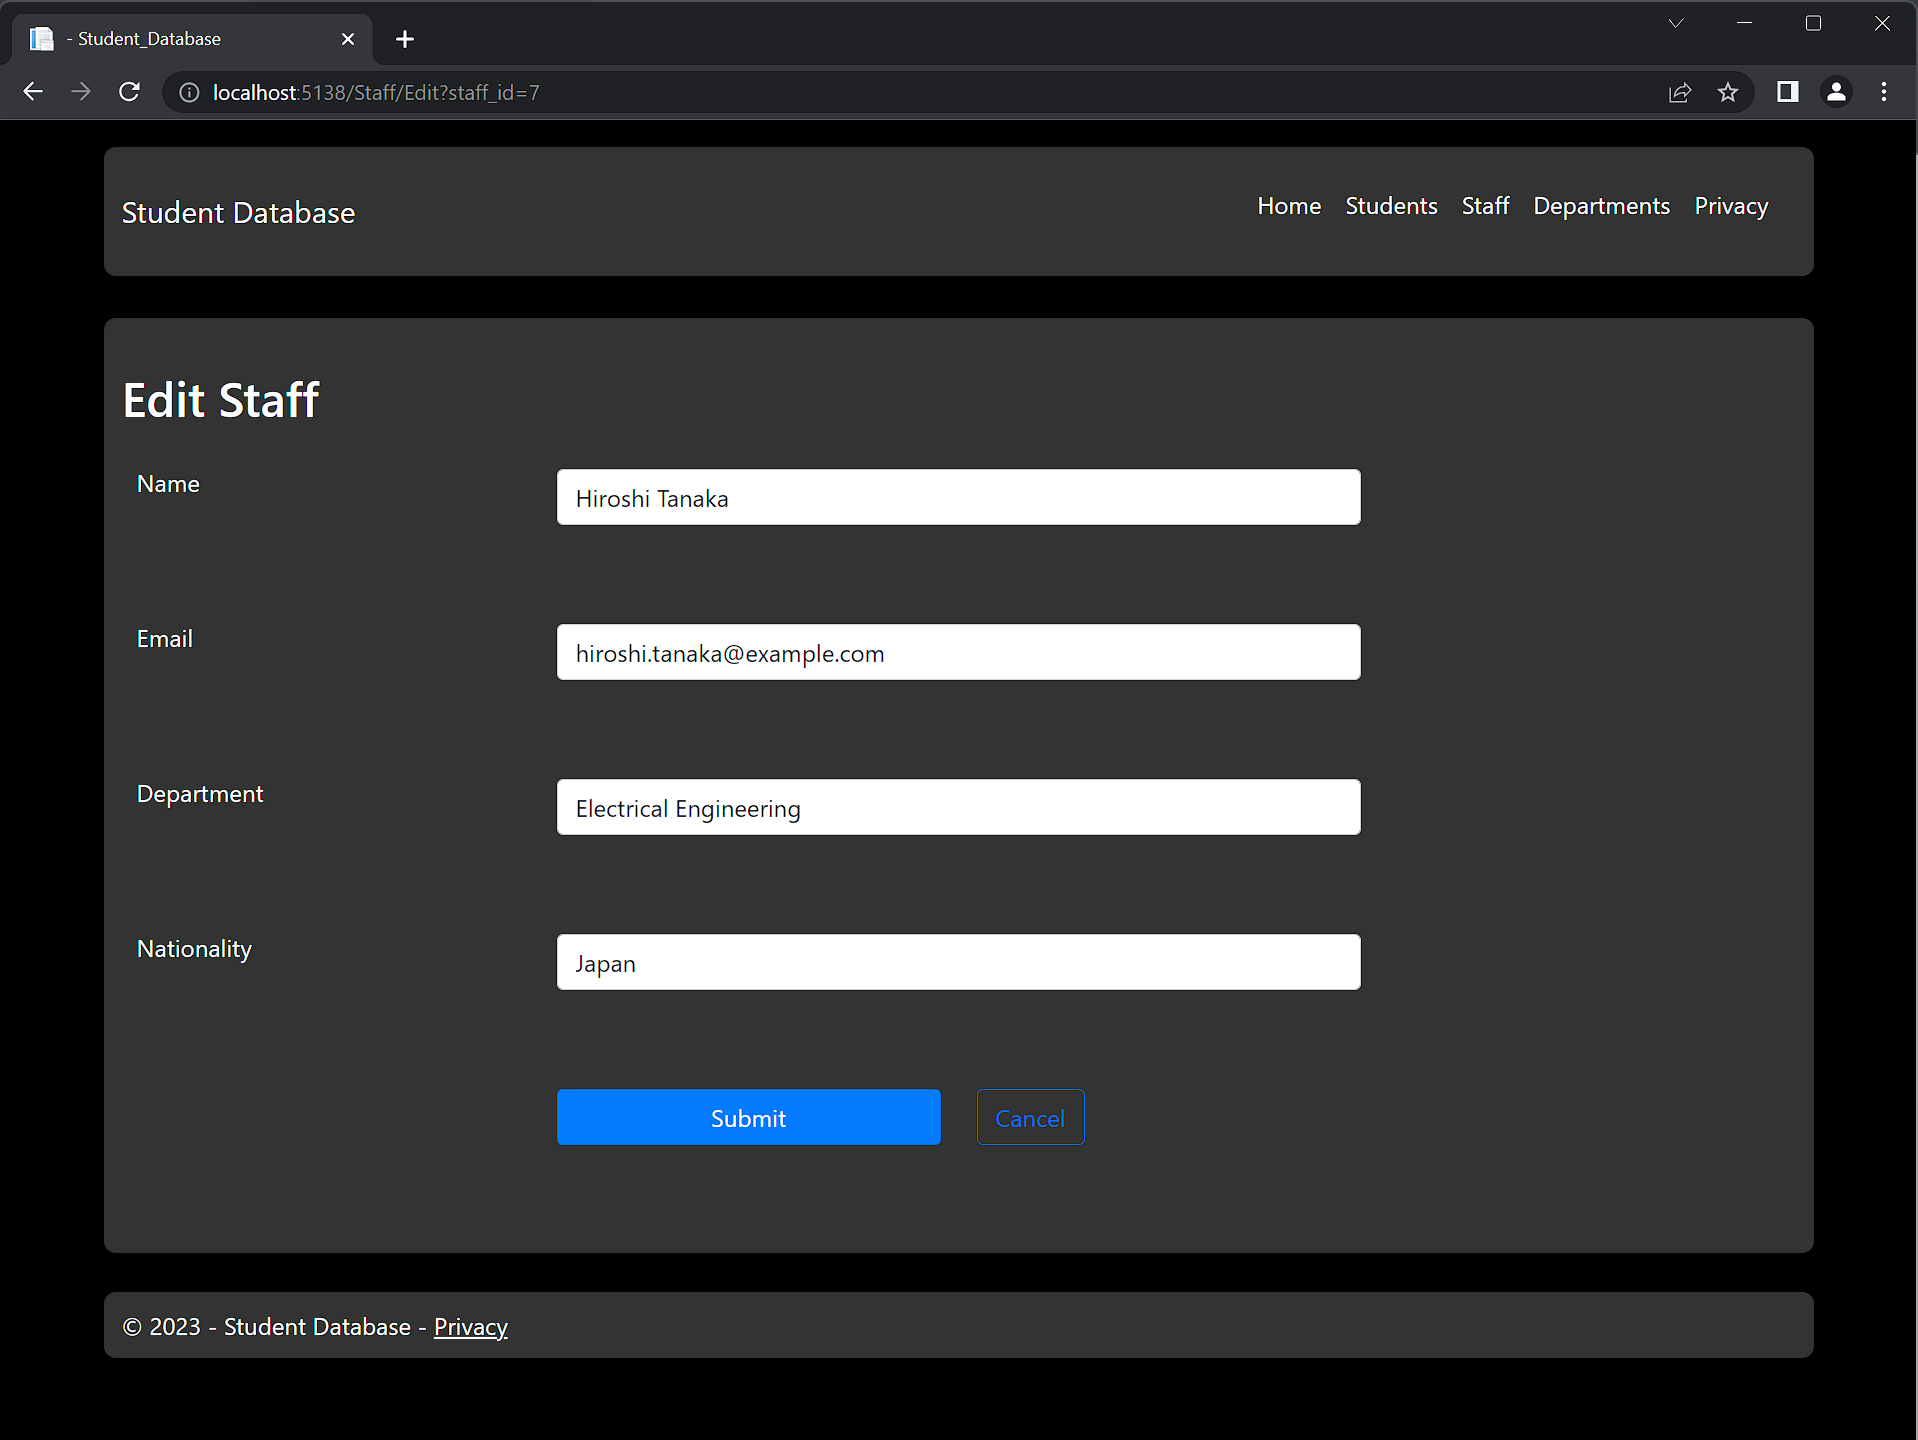 - Student_Database
localhost:5138/Staff/Edit?staff_id=7
Student Database
Home Students Staff Departments Privacy
Edit Staff
Name
Hiroshi Tanaka
Email
hiroshi.tanaka@example.com
Department
Electrical Engineering
Nationality
Japan
Submit Cancel
© 2023 - Student Database - Privacy